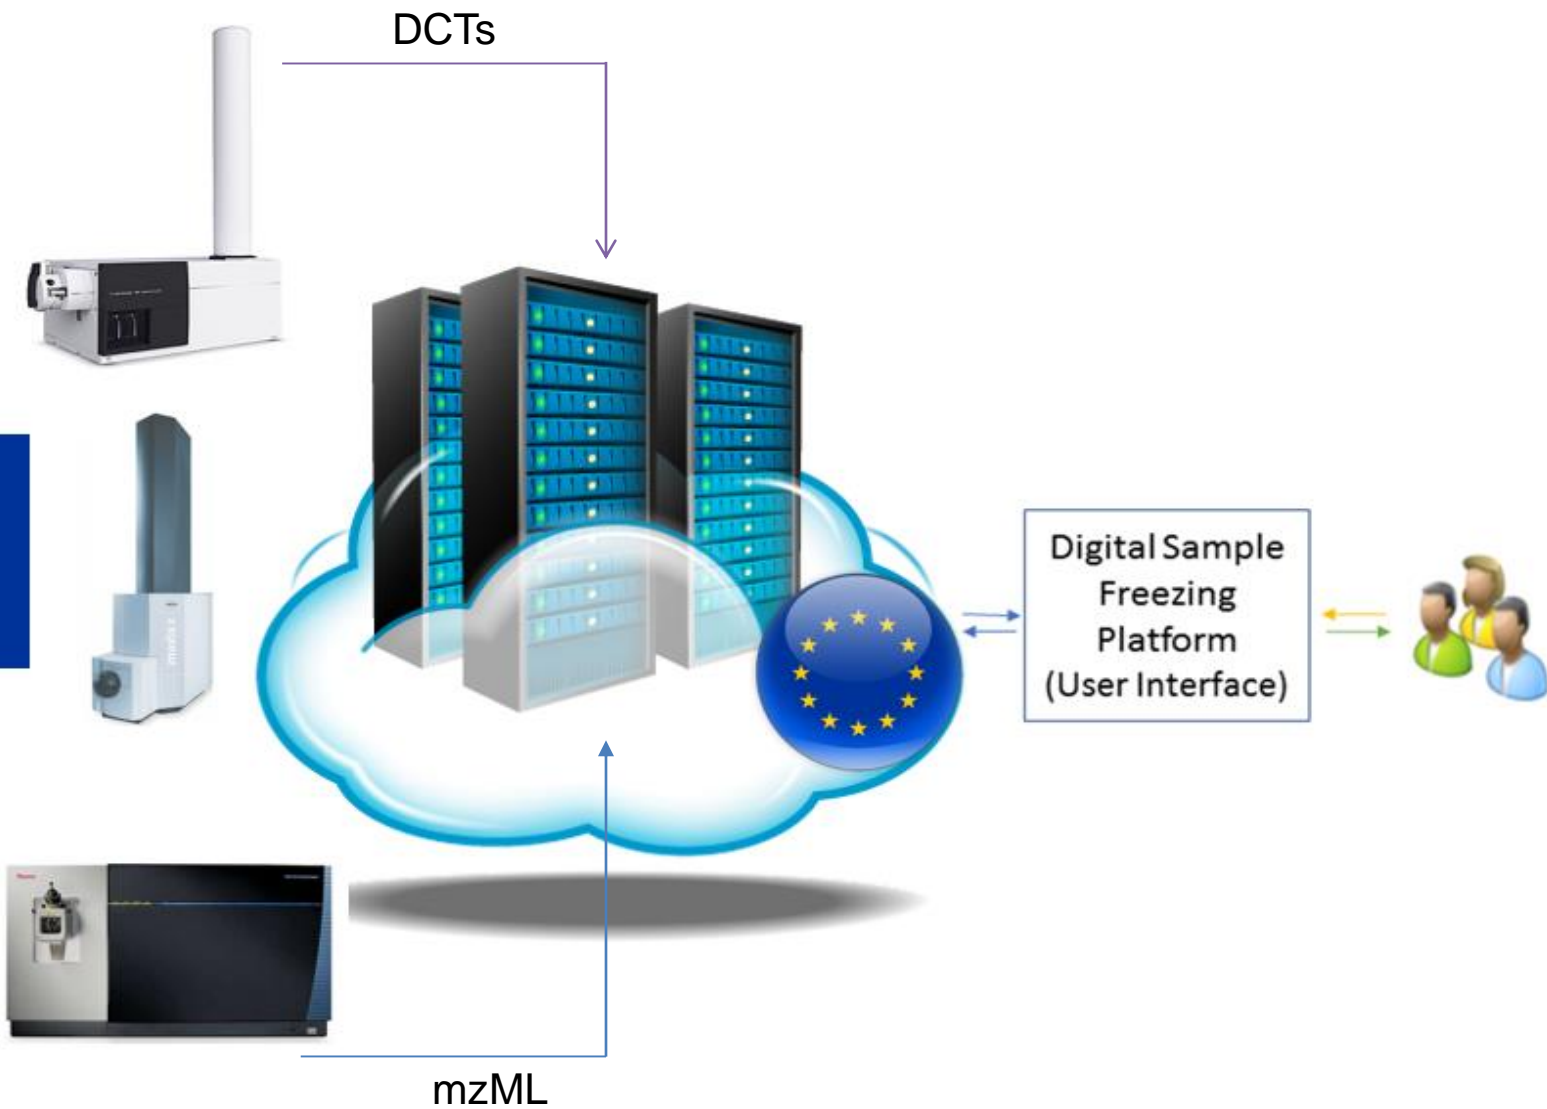 DCTs
Digital Sample
Freezing
Platform
(User Interface)
mzML